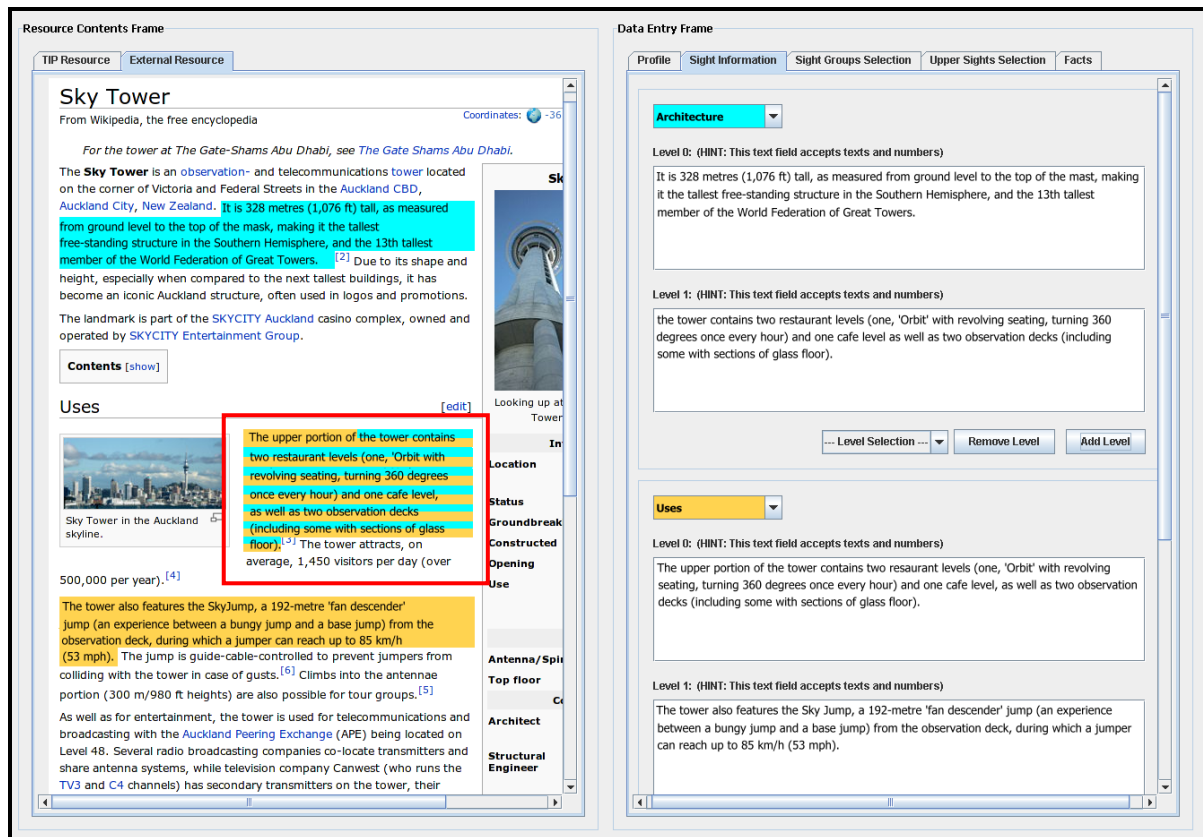 Resource Contents Frame
TIP Resource
External Resource
Sky Tower
From Wikipedia, the free encyclopedia
Coordinates: -36
For the tower at The Gate-Shams Abu Dhabi, see The Gate Shams Abu Dhabi.
The Sky Tower is an observation- and telecommunications tower located
on the corner of Victoria and Federal Streets in the Auckland CBD,
Auckland City, New Zealand. It is 328 metres (1,076 ft) tall, as measured
from ground level to the top of the mask, making it the tallest
free-standing structure in the Southern Hemisphere, and the 13th tallest
member of the World Federation of Great Towers. [2] Due to its shape and
height, especially when compared to the next tallest buildings, it has
become an iconic Auckland structure, often used in logos and promotions.
The landmark is part of the SKYCITY Auckland casino complex, owned and
operated by SKYCITY Entertainment Group.
Contents [show]
Uses
[edit]
Sky Tower in the Auckland
skyline.
The upper portion of the tower contains
two restaurant levels (one, 'Orbit with
revolving seating, turning 360 degrees
once every hour) and one cafe level,
as well as two observation decks
(including some with sections of glass
floor).[3] The tower attracts, on
average, 1,450 visitors per day (over
500,000 per year).[4]
The tower also features the SkyJump, a 192-metre 'fan descender'
jump (an experience between a bungy jump and a base jump) from the
observation deck, during which a jumper can reach up to 85 km/h
(53 mph). The jump is guide-cable-controlled to prevent jumpers from
colliding with the tower in case of gusts.[6] Climbs into the antennae
portion (300 m/980 ft heights) are also possible for tour groups.[5]
As well as for entertainment, the tower is used for telecommunications and
broadcasting with the Auckland Peering Exchange (APE) being located on
Level 48. Several radio broadcasting companies co-locate transmitters and
share antenna systems, while television company Canwest (who runs the
TV3 and C4 channels) has secondary transmitters on the tower, their
Sk
Looking up at
Tower
In
Location
Status
Groundbreak
Constructed
Opening
Use
Antenna/Spi
Top floor
Co
Architect
Structural
Engineer
Data Entry Frame
Profile
Sight Information
Sight Groups Selection
Upper Sights Selection
Facts
Architecture
Level 0: (HINT: This text field accepts texts and numbers)
It is 328 metres (1,076 ft) tall, as measured from ground level to the top of the mast, making
it the tallest free-standing structure in the Southern Hemisphere, and the 13th tallest
member of the World Federation of Great Towers.
Level 1: (HINT: This text field accepts texts and numbers)
the tower contains two restaurant levels (one, 'Orbit' with revolving seating, turning 360
degrees once every hour) and one cafe level as well as two observation decks (including
some with sections of glass floor).
--- Level Selection ---
Remove Level
Add Level
Uses
Level 0: (HINT: This text field accepts texts and numbers)
The upper portion of the tower contains two resaurant levels (one, 'Orbit' with revolving
seating, turning 360 degrees once every hour) and one cafe level, as well as two observation
decks (including some with sections of glass floor).
Level 1: (HINT: This text field accepts texts and numbers)
The tower also features the Sky Jump, a 192-metre 'fan descender' jump (an experience
between a bungy jump and a base jump) from the observation deck, during which a jumper
can reach up to 85 km/h (53 mph).